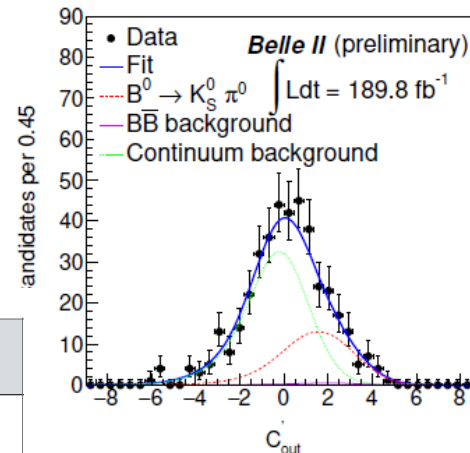 90
80
70
60
50
40
30
20
10
0
andidates per 0.45
Data
Fit
B⁰ → K_S⁰ π⁰
BB̅ background
Continuum background
Belle II (preliminary)
∫Ldt = 189.8 fb⁻¹
−8 −6 −4 −2 0 2 4 6 8
C'out